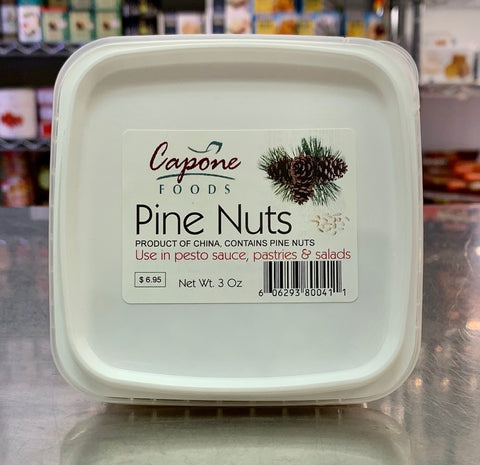 Capone
FOODS
Pine Nuts
PRODUCT OF CHINA, CONTAINS PINE NUTS
Use in pesto sauce, pastries & salads
$ 6.95
Net Wt. 3 Oz
6 06293 80041 1